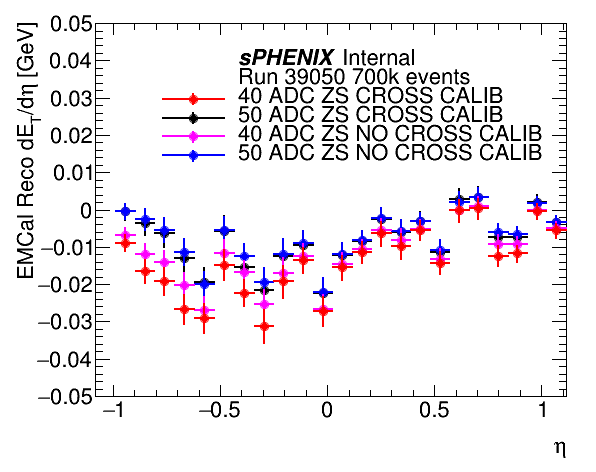 0.05
0.04
0.03
0.02
0.01
0
−0.01
−0.02
−0.03
−0.04
−0.05
EMCal Reco dE_T/dη [GeV]
sPHENIX Internal
Run 39050 700k events
40 ADC ZS CROSS CALIB
50 ADC ZS CROSS CALIB
40 ADC ZS NO CROSS CALIB
50 ADC ZS NO CROSS CALIB
−1 −0.5 0 0.5 1
η